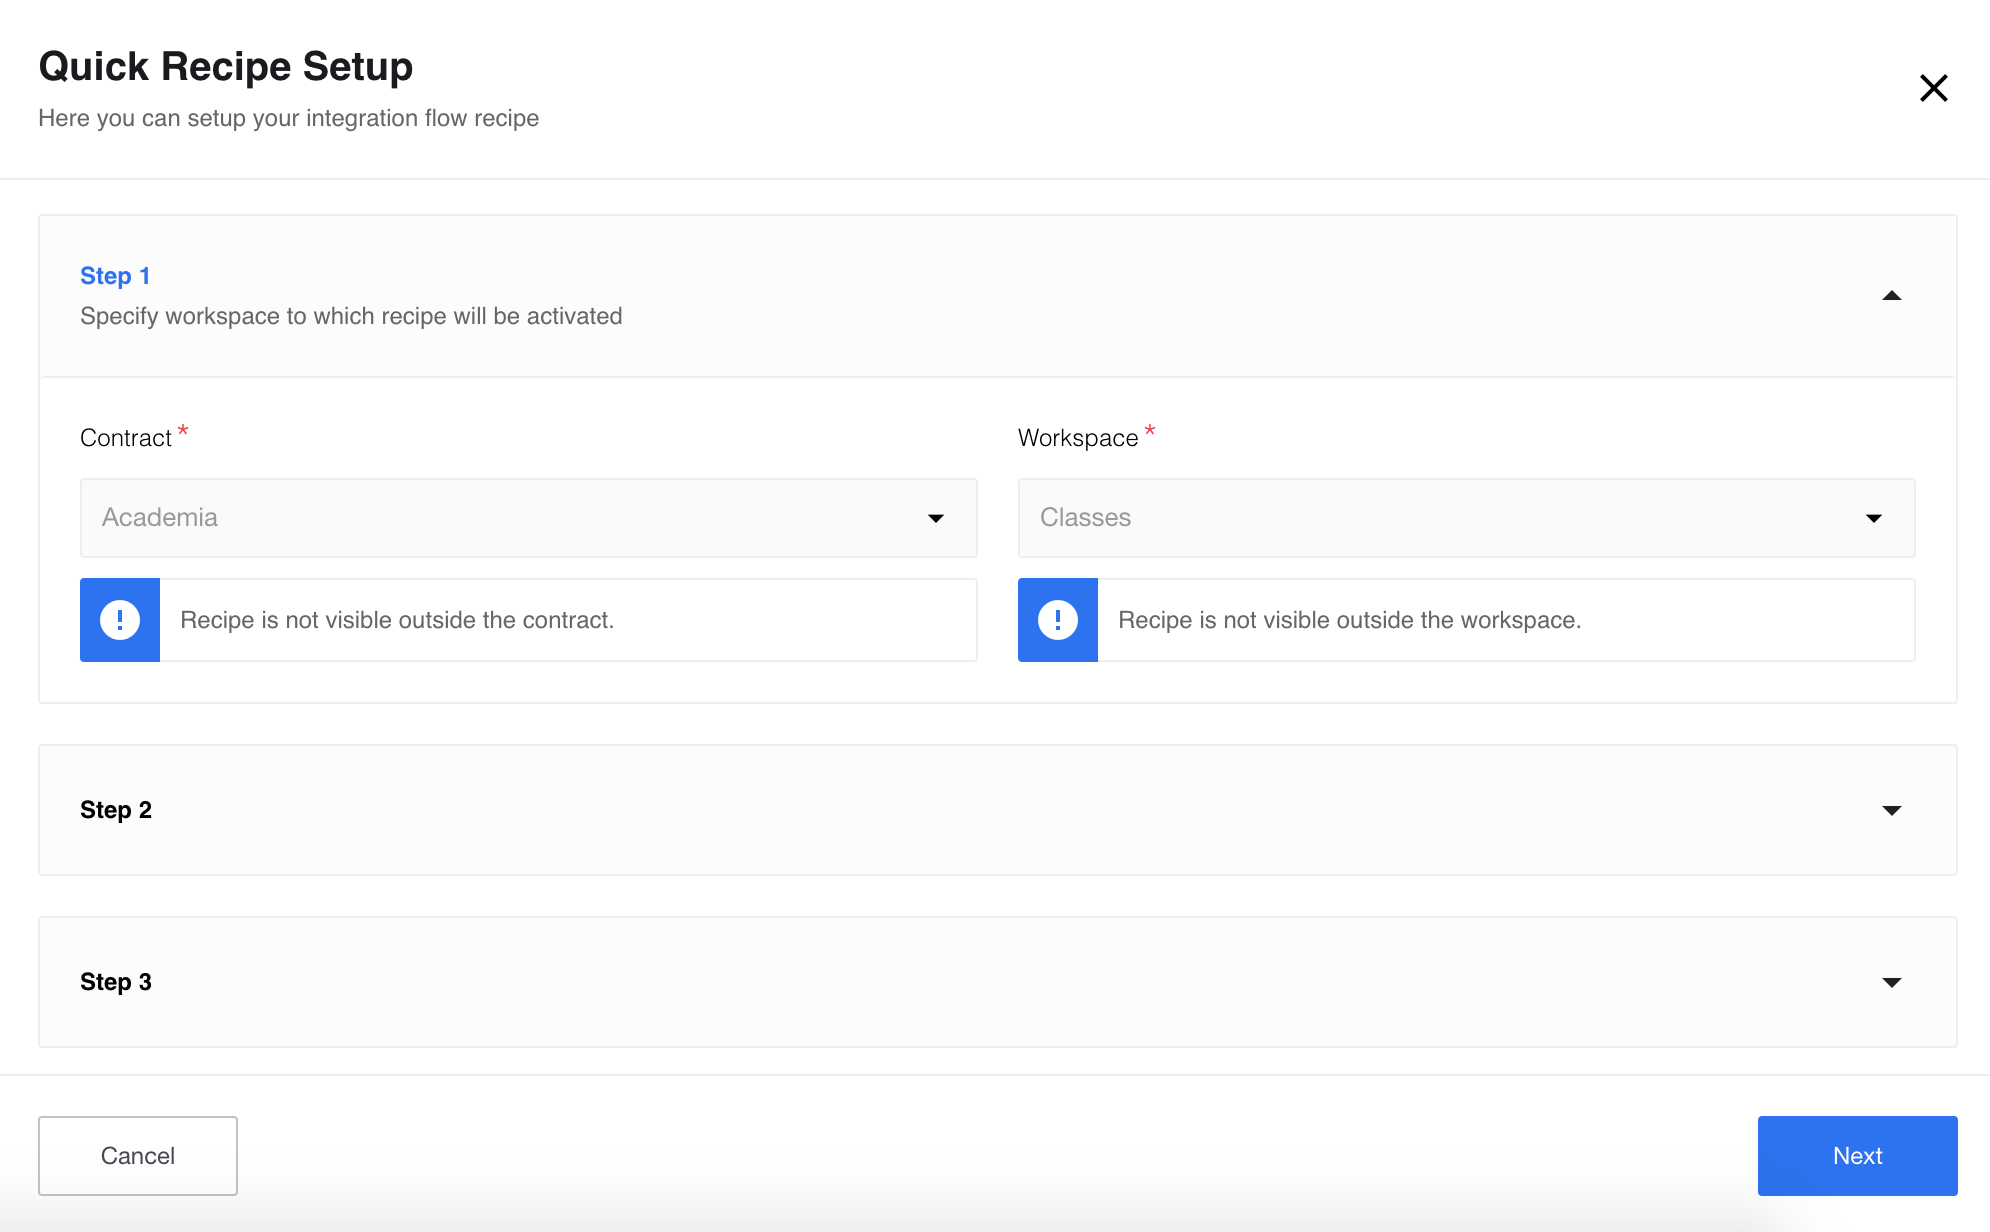 Quick Recipe Setup
Here you can setup your integration flow recipe
Step 1
Specify workspace to which recipe will be activated
Contract *
Workspace *
Academia
Classes
Recipe is not visible outside the contract.
Recipe is not visible outside the workspace.
Step 2
Step 3
Cancel
Next